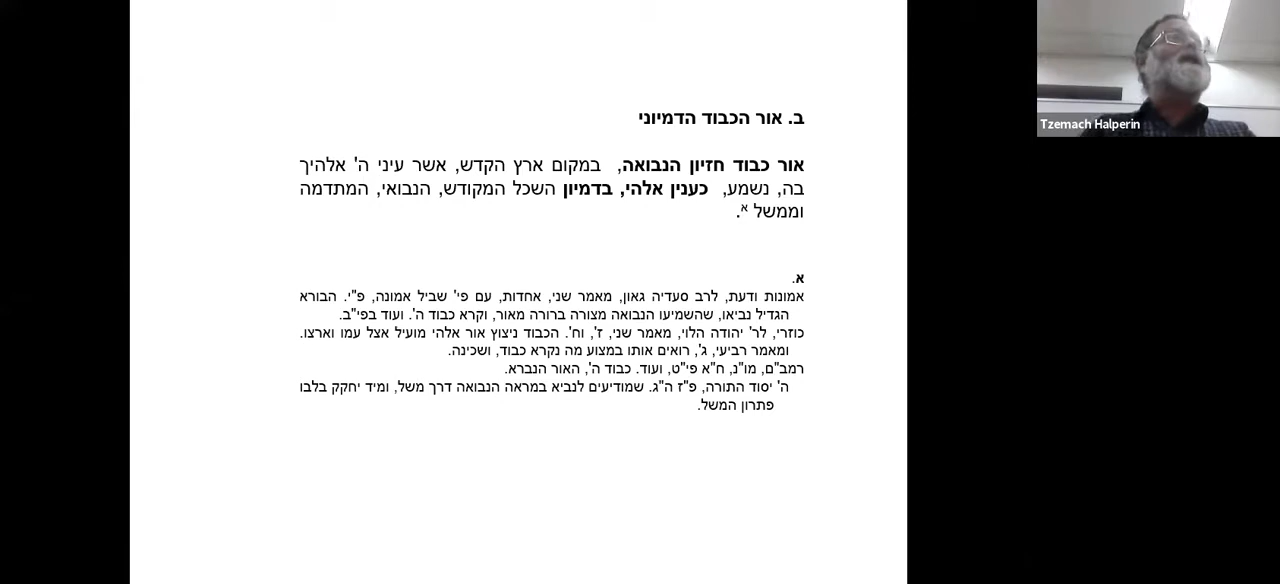 ב. אור הכבוד הדמיוני
אור כבוד חזיון הנבואה, במקום ארץ הקדש, אשר עיני ה' אלהיך
בה, נשמע, כענין אלהי, בדמיון השכל המקודש, הנבואי, המתדמה
וממשל א.
א.
אמונות ודעת, לרב סעדיה גאון, מאמר שני, אחדות, עם פי' שביל אמונה, פ"י. הבורא
הגדיל נביאו, שהשמיעו הנבואה מצורה ברורה מאור, וקרא כבוד ה'. ועוד בפי"ב.
כוזרי, לר' יהודה הלוי, מאמר שני, ז', וח'. הכבוד ניצוץ אור אלהי מועיל אצל עמו וארצו.
ומאמר רביעי, ג', רואים אותו במצוע מה נקרא כבוד, ושכינה.
רמב"ם, מו"נ, ח"א פי"ט, ועוד. כבוד ה', האור הנברא.
ה' יסוד התורה, פ"ז ה"ג. שמודיעים לנביא במראה הנבואה דרך משל, ומיד יחקק בלבו
פתרון המשל.
Tzemach Halperin